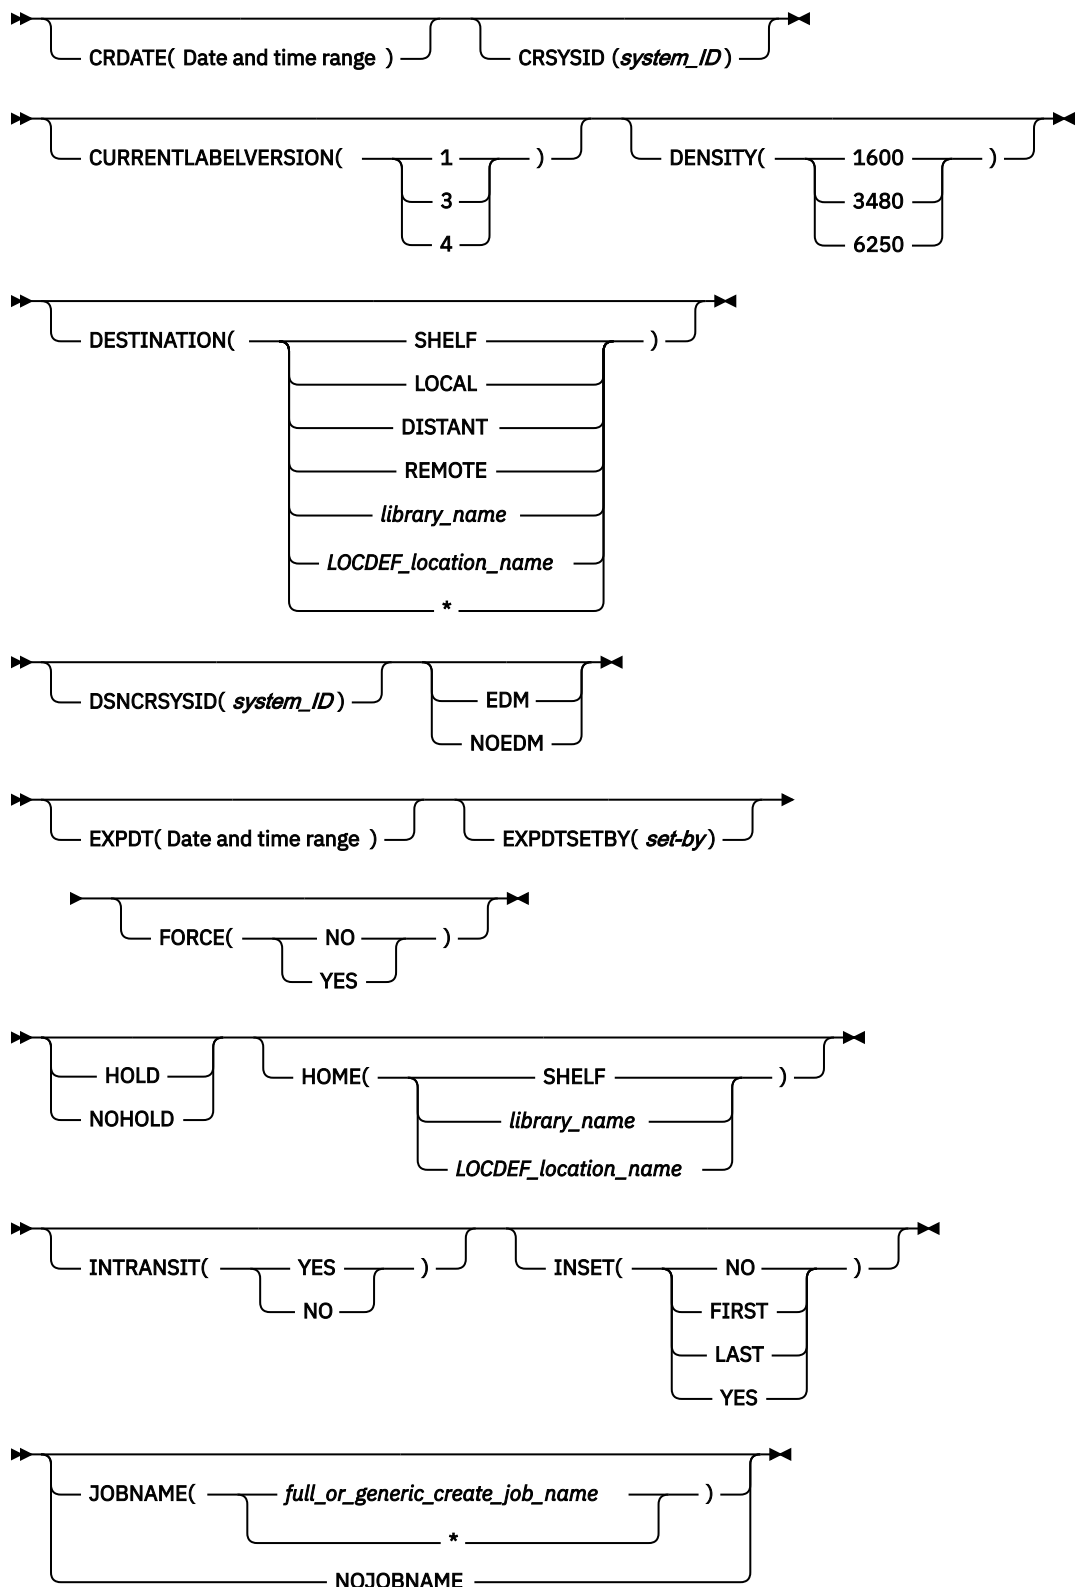 CRDATE( Date and time range ) CRSYSID (system_ID)
CURRENTLABELVERSION( 1 ) DENSITY( 1600 )
3 3480
4 6250
DESTINATION( SHELF )
LOCAL
DISTANT
REMOTE
library_name
LOCDEF_location_name
*
DSNCRSYSID( system_ID ) EDM
NOEDM
EXPDT( Date and time range ) EXPDTSETBY( set-by )
FORCE( NO )
YES
HOLD HOME( SHELF )
NOHOLD library_name
LOCDEF_location_name
INTRANSIT( YES ) INSET( NO )
NO FIRST
LAST
YES
JOBNAME( full_or_generic_create_job_name )
*
NOJOBNAME